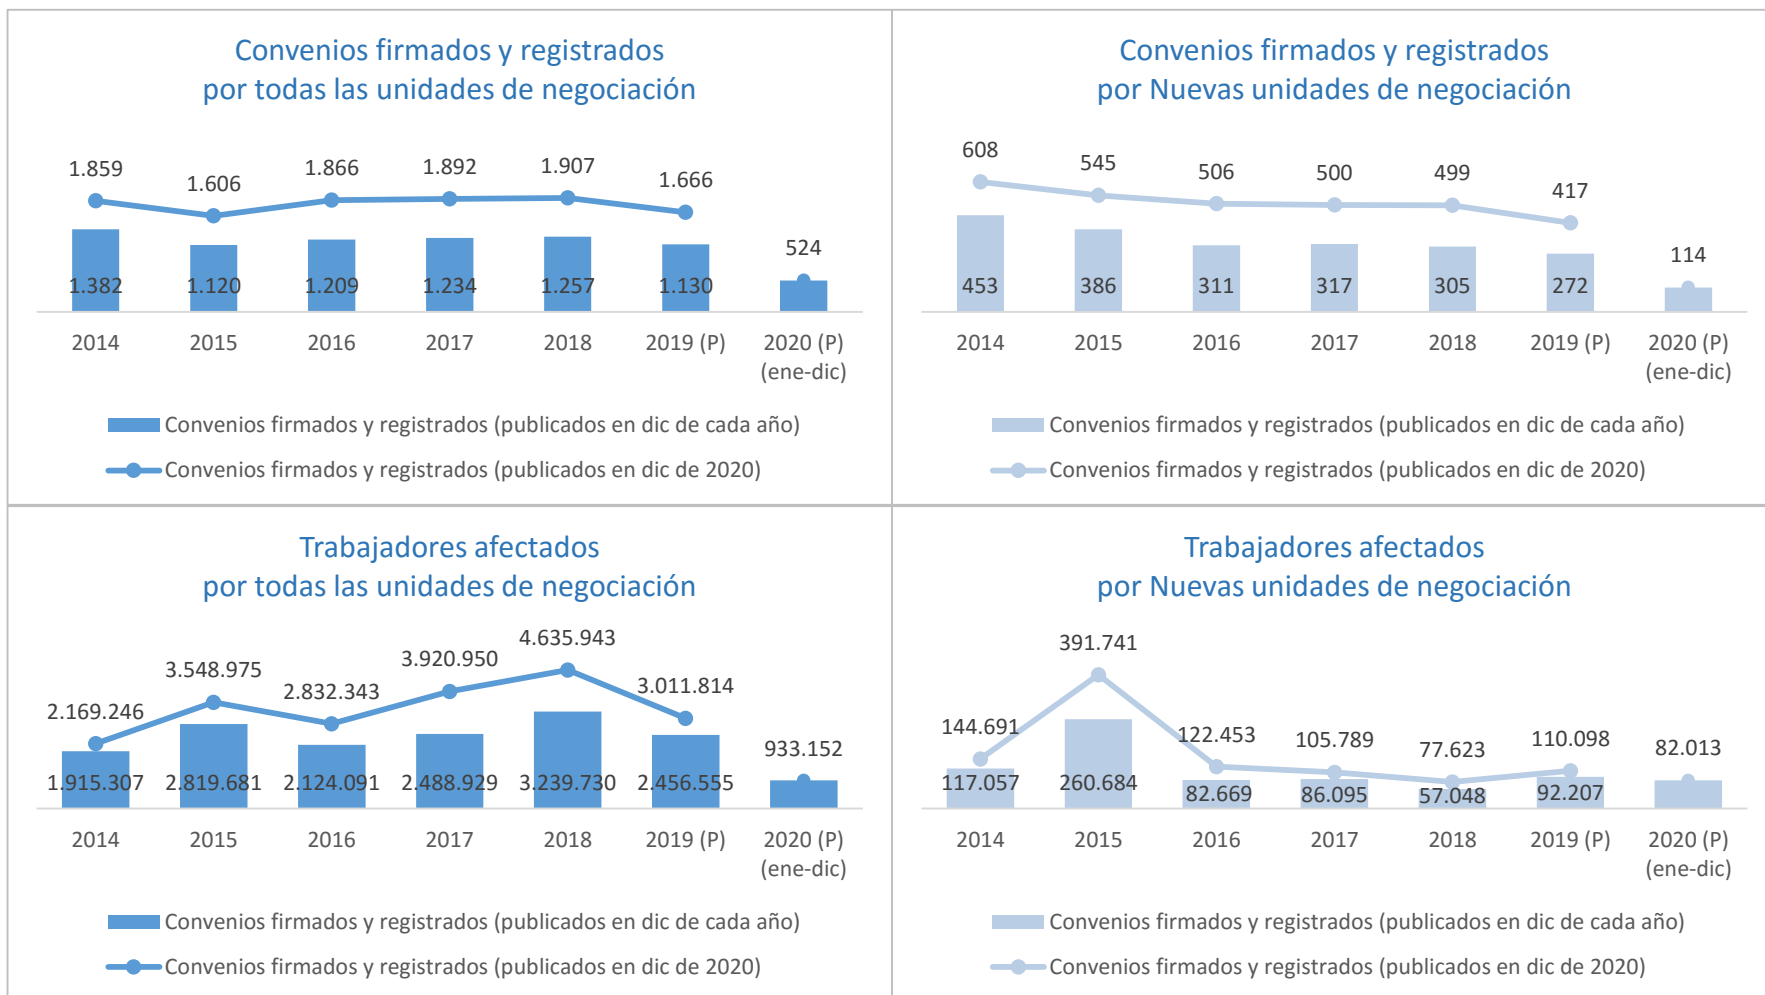 Convenios firmados y registrados
por todas las unidades de negociación
1.859
1.606
1.866
1.892
1.907
1.666
524
1.382
1.120
1.209
1.234
1.257
1.130
2014
2015
2016
2017
2018
2019 (P)
2020 (P)
(ene-dic)
Convenios firmados y registrados (publicados en dic de cada año)
Convenios firmados y registrados (publicados en dic de 2020)
Convenios firmados y registrados
por Nuevas unidades de negociación
608
545
506
500
499
417
114
453
386
311
317
305
272
2014
2015
2016
2017
2018
2019 (P)
2020 (P)
(ene-dic)
Convenios firmados y registrados (publicados en dic de cada año)
Convenios firmados y registrados (publicados en dic de 2020)
Trabajadores afectados
por todas las unidades de negociación
2.169.246
3.548.975
2.832.343
3.920.950
4.635.943
3.011.814
933.152
1.915.307
2.819.681
2.124.091
2.488.929
3.239.730
2.456.555
2014
2015
2016
2017
2018
2019 (P)
2020 (P)
(ene-dic)
Convenios firmados y registrados (publicados en dic de cada año)
Convenios firmados y registrados (publicados en dic de 2020)
Trabajadores afectados
por Nuevas unidades de negociación
144.691
391.741
122.453
105.789
77.623
110.098
82.013
117.057
260.684
82.669
86.095
57.048
92.207
2014
2015
2016
2017
2018
2019 (P)
2020 (P)
(ene-dic)
Convenios firmados y registrados (publicados en dic de cada año)
Convenios firmados y registrados (publicados en dic de 2020)